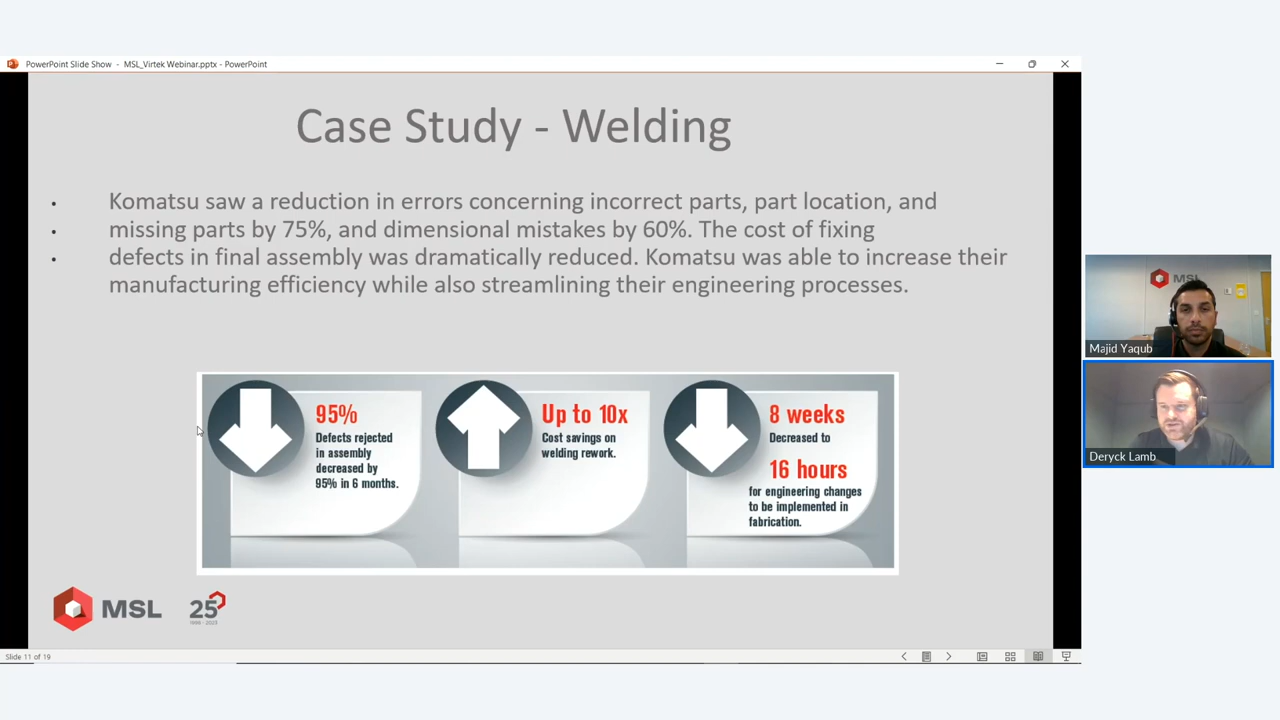 PowerPoint Slide Show - MSL_Virtek Webinar.pptx - PowerPoint
Case Study - Welding
• Komatsu saw a reduction in errors concerning incorrect parts, part location, and
• missing parts by 75%, and dimensional mistakes by 60%. The cost of fixing
• defects in final assembly was dramatically reduced. Komatsu was able to increase their
manufacturing efficiency while also streamlining their engineering processes.
95%
Defects rejected
in assembly
decreased by
95% in 6 months.
Up to 10x
Cost savings on
welding rework.
8 weeks
Decreased to
16 hours
for engineering changes
to be implemented in
fabrication.
MSL
25
1998 - 2023
Slide 11 of 19
MSL
Majid Yaqub
Deryck Lamb